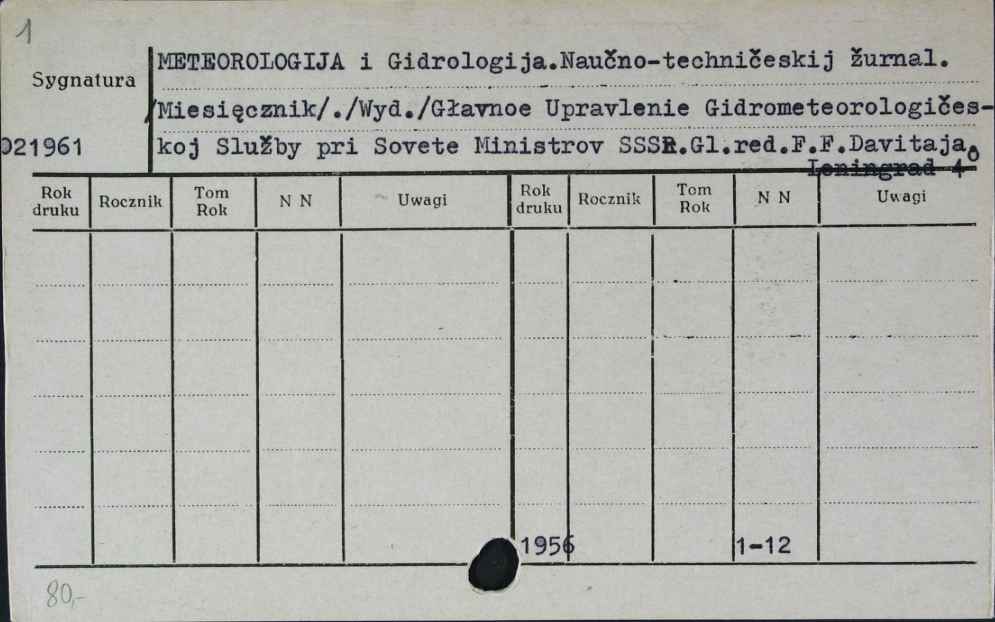 1
METEOROLOGIJA i Gidrologija.Naučno-techničeskij žurnal.
Sygnatura
/Miesięcznik/./Wyd./Gławnoe Upravlenie Gidrometeorologičes-
021961
koj Služby pri Sovete Ministrov SSSR.Gl.red.F.F.Davitaja.
Leningrad 4°
Rok druku Rocznik Tom Rok N N Uwagi Rok druku Rocznik Tom Rok N N Uwagi
1956 1-12
80,-